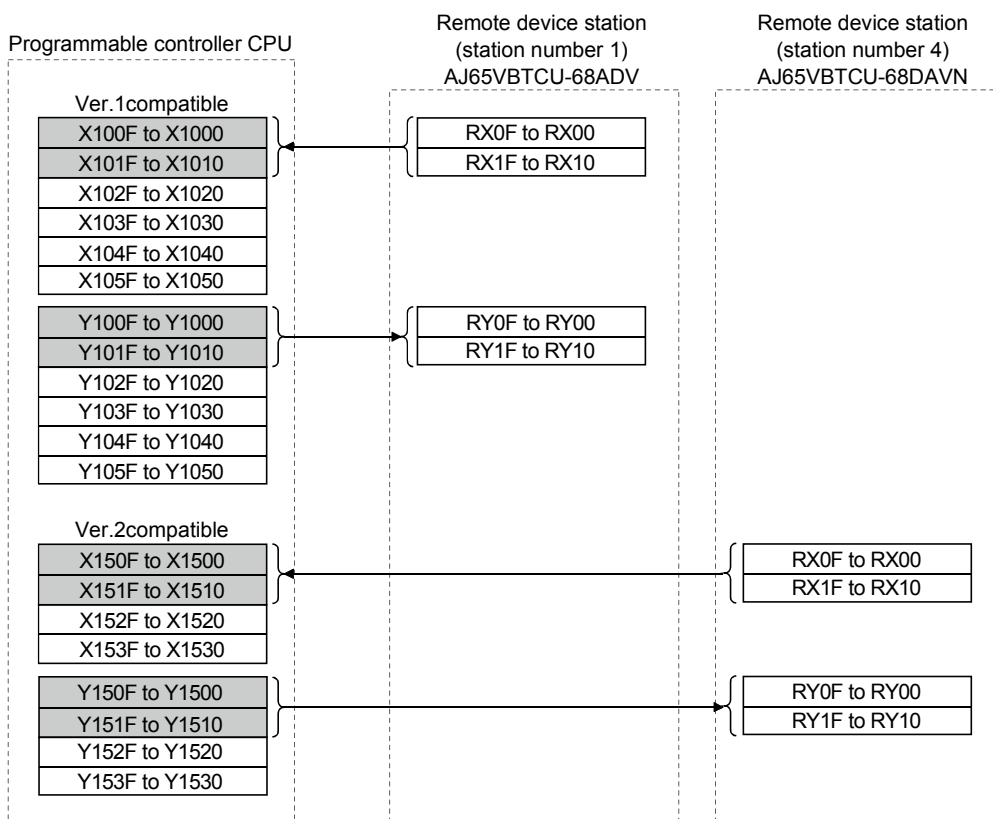 Programmable controller CPU
Remote device station
(station number 1)
AJ65VBTCU-68ADV
Remote device station
(station number 4)
AJ65VBTCU-68DAVN
Ver.1compatible
X100F to X1000
X101F to X1010
X102F to X1020
X103F to X1030
X104F to X1040
X105F to X1050
RX0F to RX00
RX1F to RX10
Y100F to Y1000
Y101F to Y1010
Y102F to Y1020
Y103F to Y1030
Y104F to Y1040
Y105F to Y1050
RY0F to RY00
RY1F to RY10
Ver.2compatible
X150F to X1500
X151F to X1510
X152F to X1520
X153F to X1530
RX0F to RX00
RX1F to RX10
Y150F to Y1500
Y151F to Y1510
Y152F to Y1520
Y153F to Y1530
RY0F to RY00
RY1F to RY10